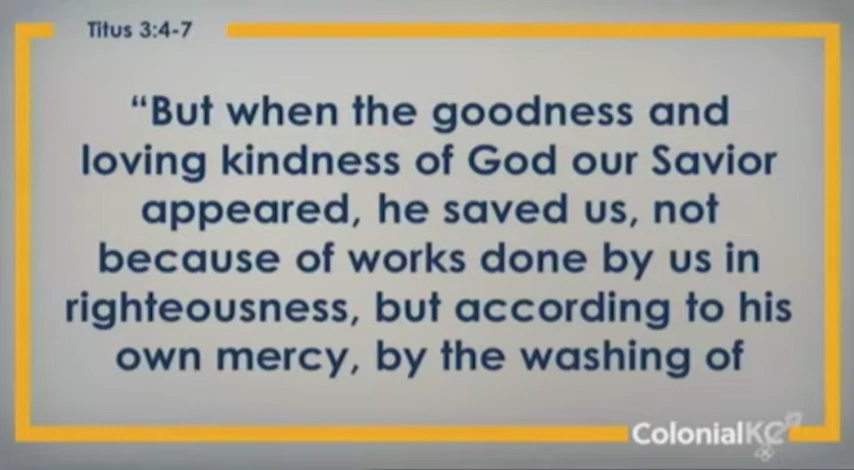 Titus 3:4-7
“But when the goodness and
loving kindness of God our Savior
appeared, he saved us, not
because of works done by us in
righteousness, but according to his
own mercy, by the washing of
ColonialKC